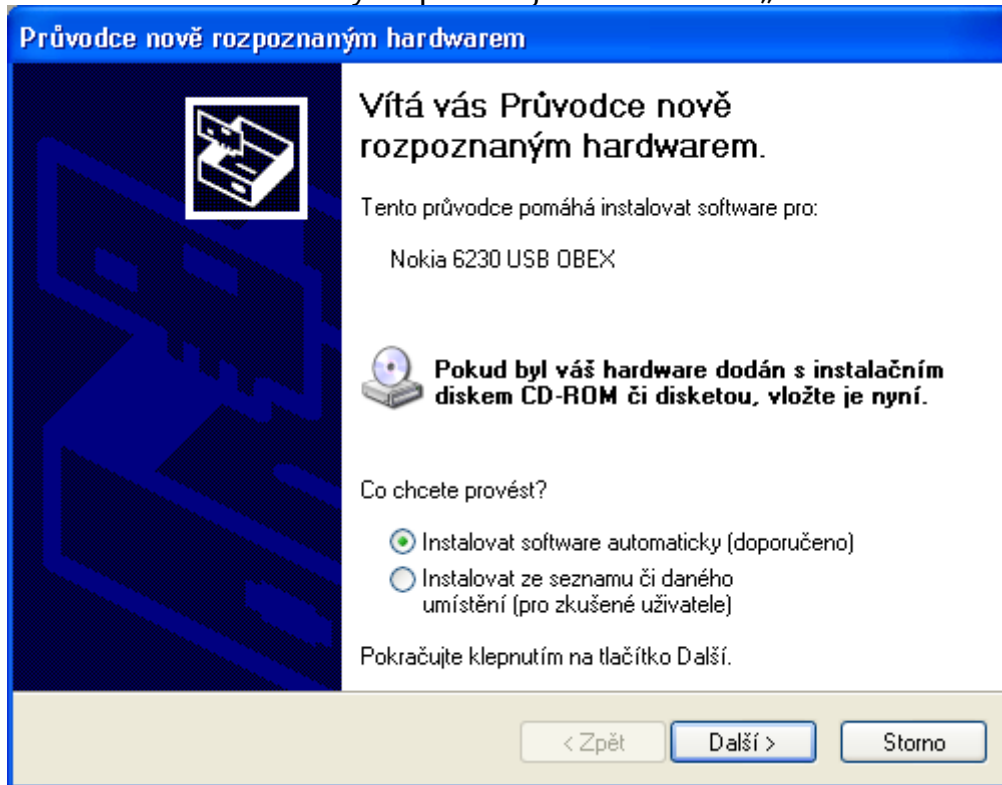 Průvodce nově rozpoznaným hardwarem
Vítá vás Průvodce nově
rozpoznaným hardwarem.
Tento průvodce pomáhá instalovat software pro:
Nokia 6230 USB OBEX
Pokud byl váš hardware dodán s instalačním
diskem CD-ROM či disketou, vložte je nyní.
Co chcete provést?
Instalovat software automaticky (doporučeno)
Instalovat ze seznamu či daného
umístění (pro zkušené uživatele)
Pokračujte klepnutím na tlačítko Další.
< Zpět
Další >
Storno